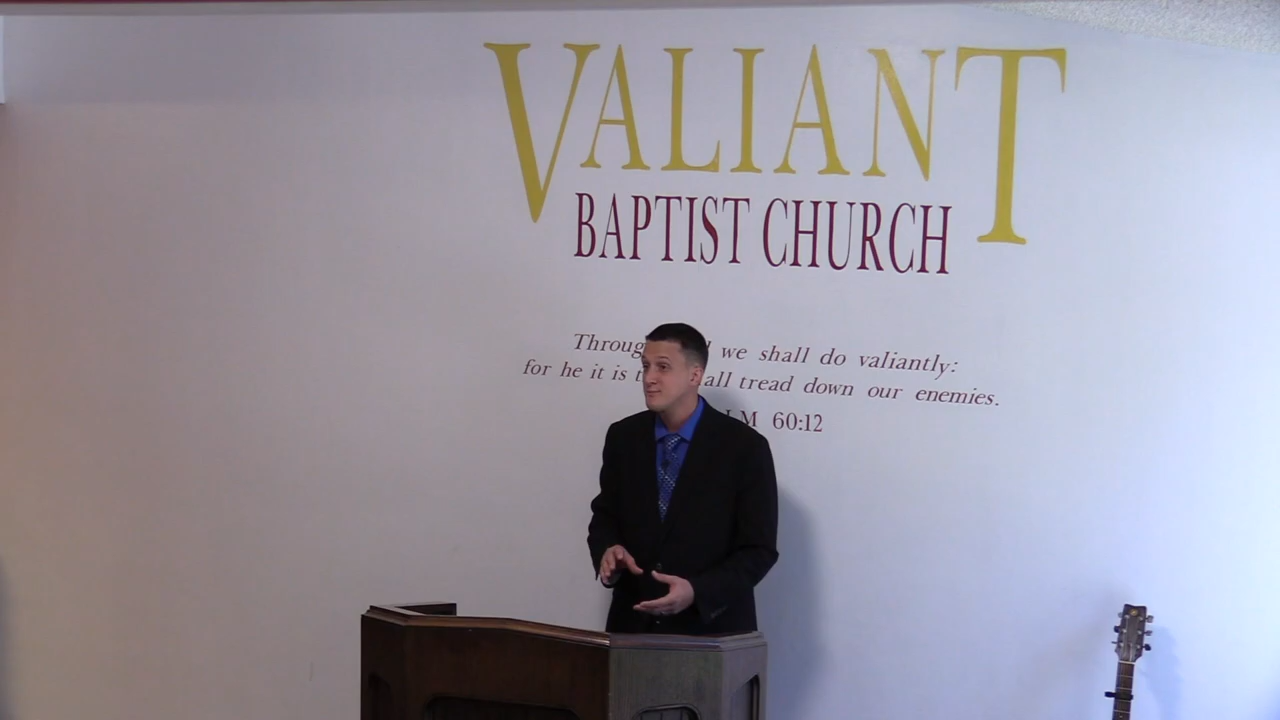 VALIANT
BAPTIST CHURCH
Throug we shall do valiantly:
for he it is t all tread down our enemies.
LM 60:12